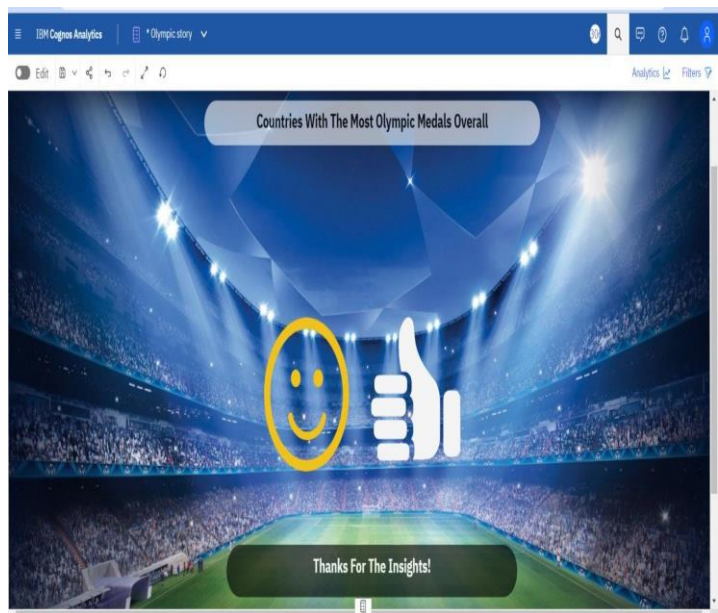 IBM Cognos Analytics
* Olympic story
Edit
Analytics
Filters
Countries With The Most Olympic Medals Overall
Thanks For The Insights!